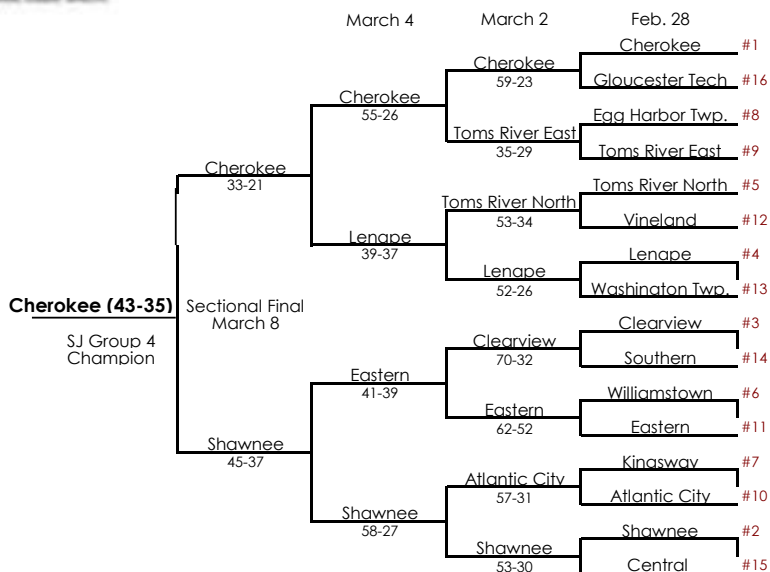 March 4 March 2 Feb. 28
Cherokee #1
Cherokee
59-23
Gloucester Tech #16
Cherokee
55-26
Egg Harbor Twp. #8
Toms River East
35-29
Toms River East #9
Cherokee
33-21
Toms River North #5
Toms River North
53-34
Vineland #12
Lenape
39-37
Lenape #4
Lenape
52-26
Washington Twp. #13
Cherokee (43-35)
Sectional Final
March 8
SJ Group 4
Champion
Clearview #3
Clearview
70-32
Southern #14
Eastern
41-39
Williamstown #6
Eastern
62-52
Eastern #11
Shawnee
45-37
Kingsway #7
Atlantic City
57-31
Atlantic City #10
Shawnee
58-27
Shawnee #2
Shawnee
53-30
Central #15